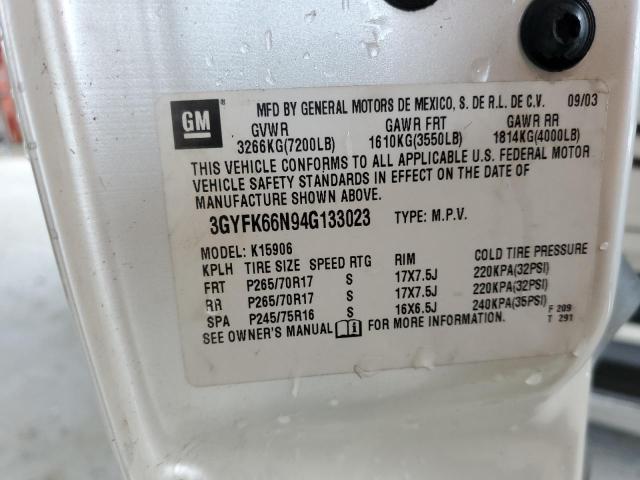 GM® MFD BY GENERAL MOTORS DE MEXICO, S. DE R.L. DE C.V. 09/03
GVWR GAWR FRT GAWR RR
3266KG(7200LB) 1610KG(3550LB) 1814KG(4000LB)
THIS VEHICLE CONFORMS TO ALL APPLICABLE U.S. FEDERAL MOTOR
VEHICLE SAFETY STANDARDS IN EFFECT ON THE DATE OF
MANUFACTURE SHOWN ABOVE.
3GYFK66N94G133023 TYPE: M.P.V.
MODEL: K15906
KPLH TIRE SIZE SPEED RTG RIM COLD TIRE PRESSURE
FRT P265/70R17 S 17X7.5J 220KPA(32PSI)
RR P265/70R17 S 17X7.5J 220KPA(32PSI)
SPA P245/75R16 S 16X6.5J 240KPA(35PSI)
SEE OWNER'S MANUAL FOR MORE INFORMATION.
F 209
T 291